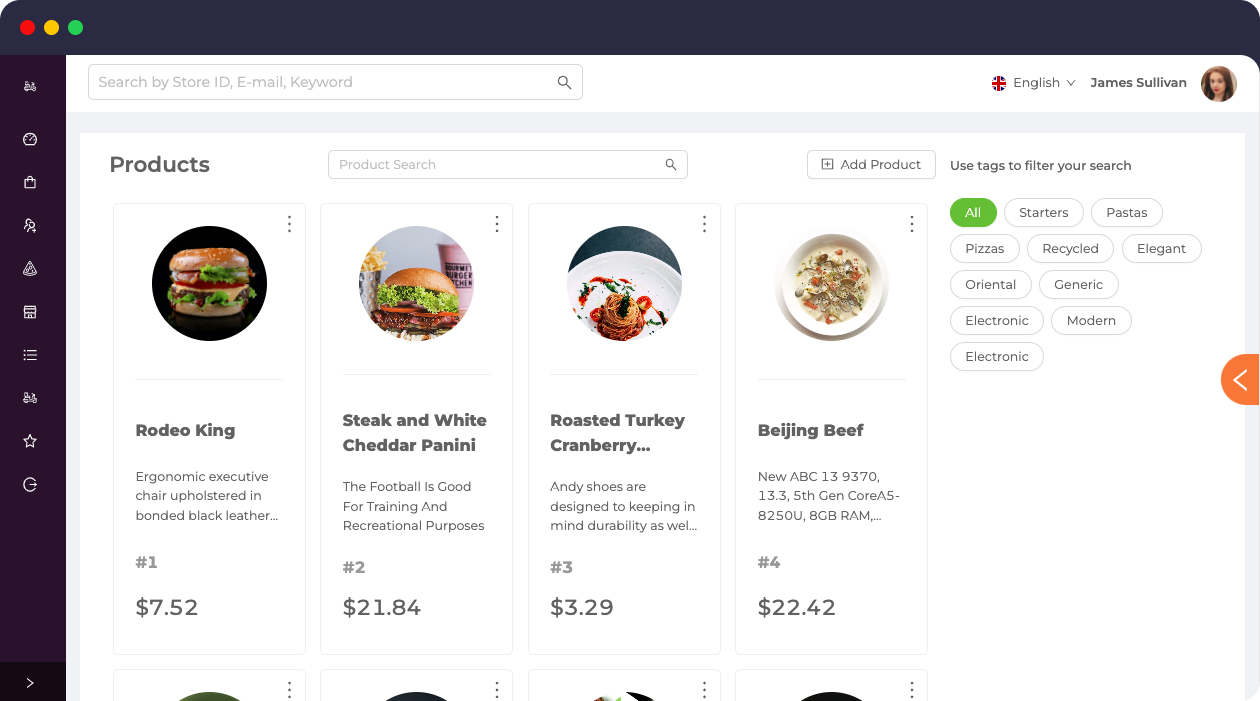 Search by Store ID, E-mail, Keyword
English
James Sullivan
Products
Product Search
Add Product
Use tags to filter your search
All
Starters
Pastas
Pizzas
Recycled
Elegant
Oriental
Generic
Electronic
Modern
Electronic
Rodeo King
Ergonomic executive
chair upholstered in
bonded black leather...
#1
$7.52
GOURMET
BURGER
KITCHEN
Steak and White
Cheddar Panini
The Football Is Good
For Training And
Recreational Purposes
#2
$21.84
Roasted Turkey
Cranberry...
Andy shoes are
designed to keeping in
mind durability as wel...
#3
$3.29
Beijing Beef
New ABC 13 9370,
13.3, 5th Gen CoreA5-
8250U, 8GB RAM,...
#4
$22.42